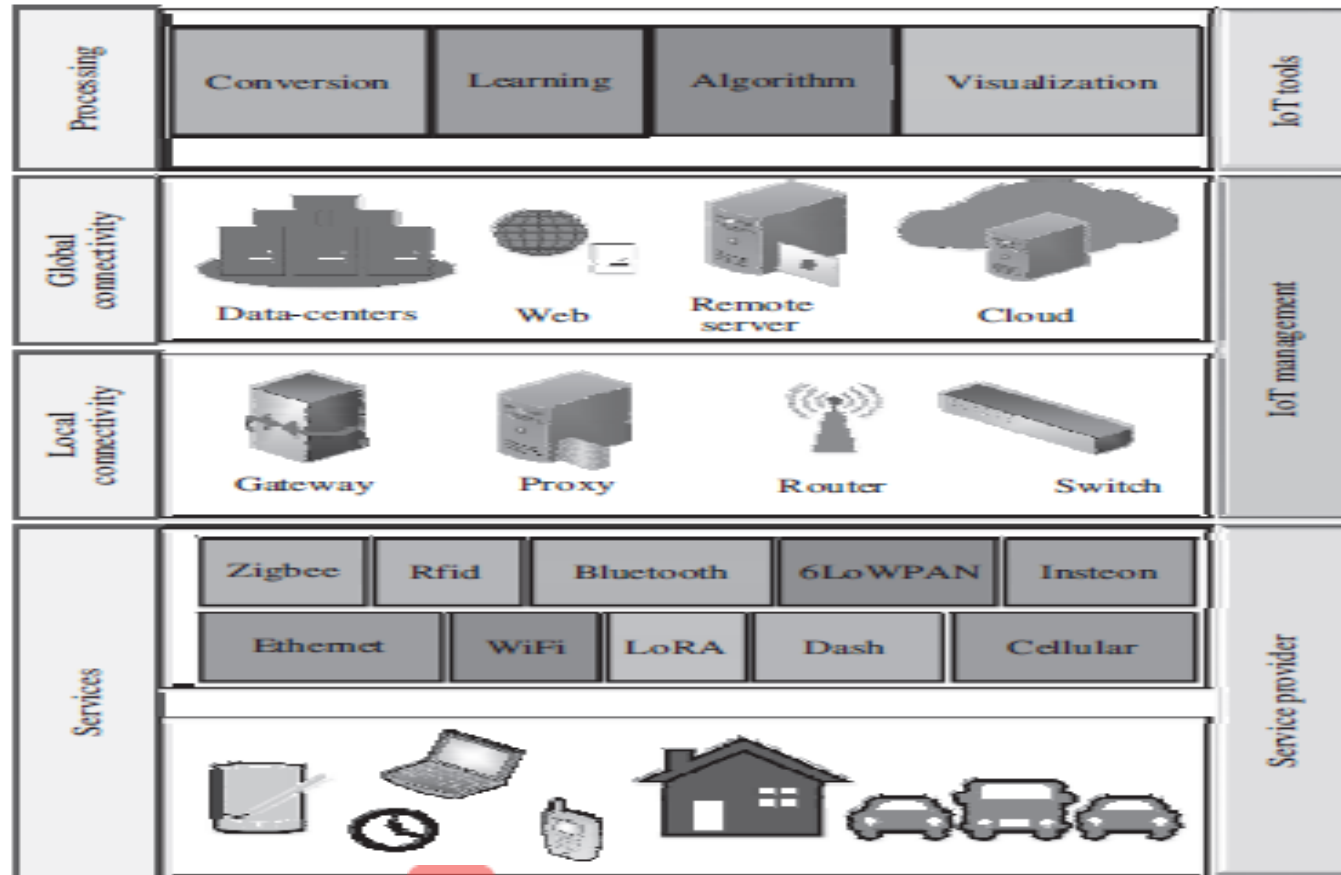 Processing
Conversion
Learning
Algorithm
Visualization
IoT tools
Global
connectivity
Data-centers
Web
Remote
server
Cloud
IoT management
Local
connectivity
Gateway
Proxy
Router
Switch
Services
Zigbee
Rfid
Bluetooth
6LoWPAN
Insteon
Ethernet
WiFi
LoRA
Dash
Cellular
Service provider